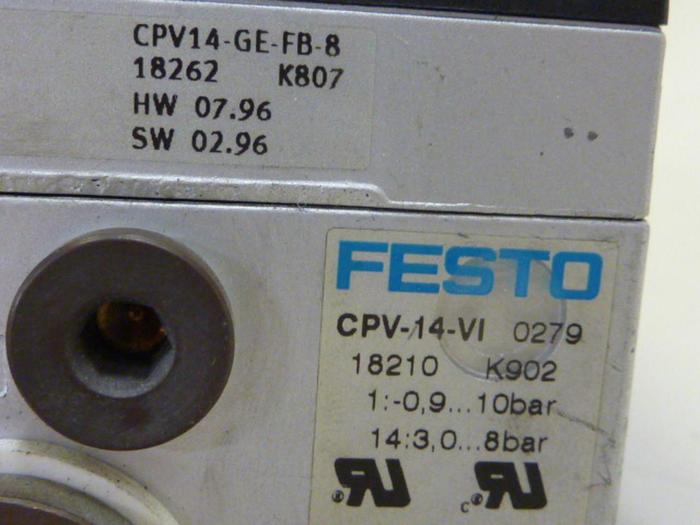 CPV14-GE-FB-8
18262 K807
HW 07.96
SW 02.96
FESTO
CPV-14-VI 0279
18210 K902
1:-0,9...10bar
14:3,0...8bar